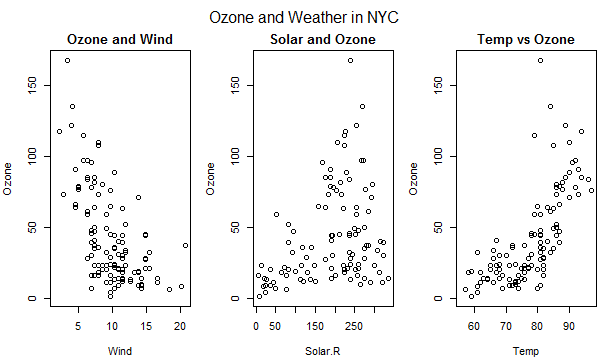 Ozone and Weather in NYC
Ozone and Wind
Solar and Ozone
Temp vs Ozone
Ozone
0 50 100 150
5 10 15 20
Wind
Ozone
0 50 100 150
0 50 150 250
Solar.R
Ozone
0 50 100 150
60 70 80 90
Temp